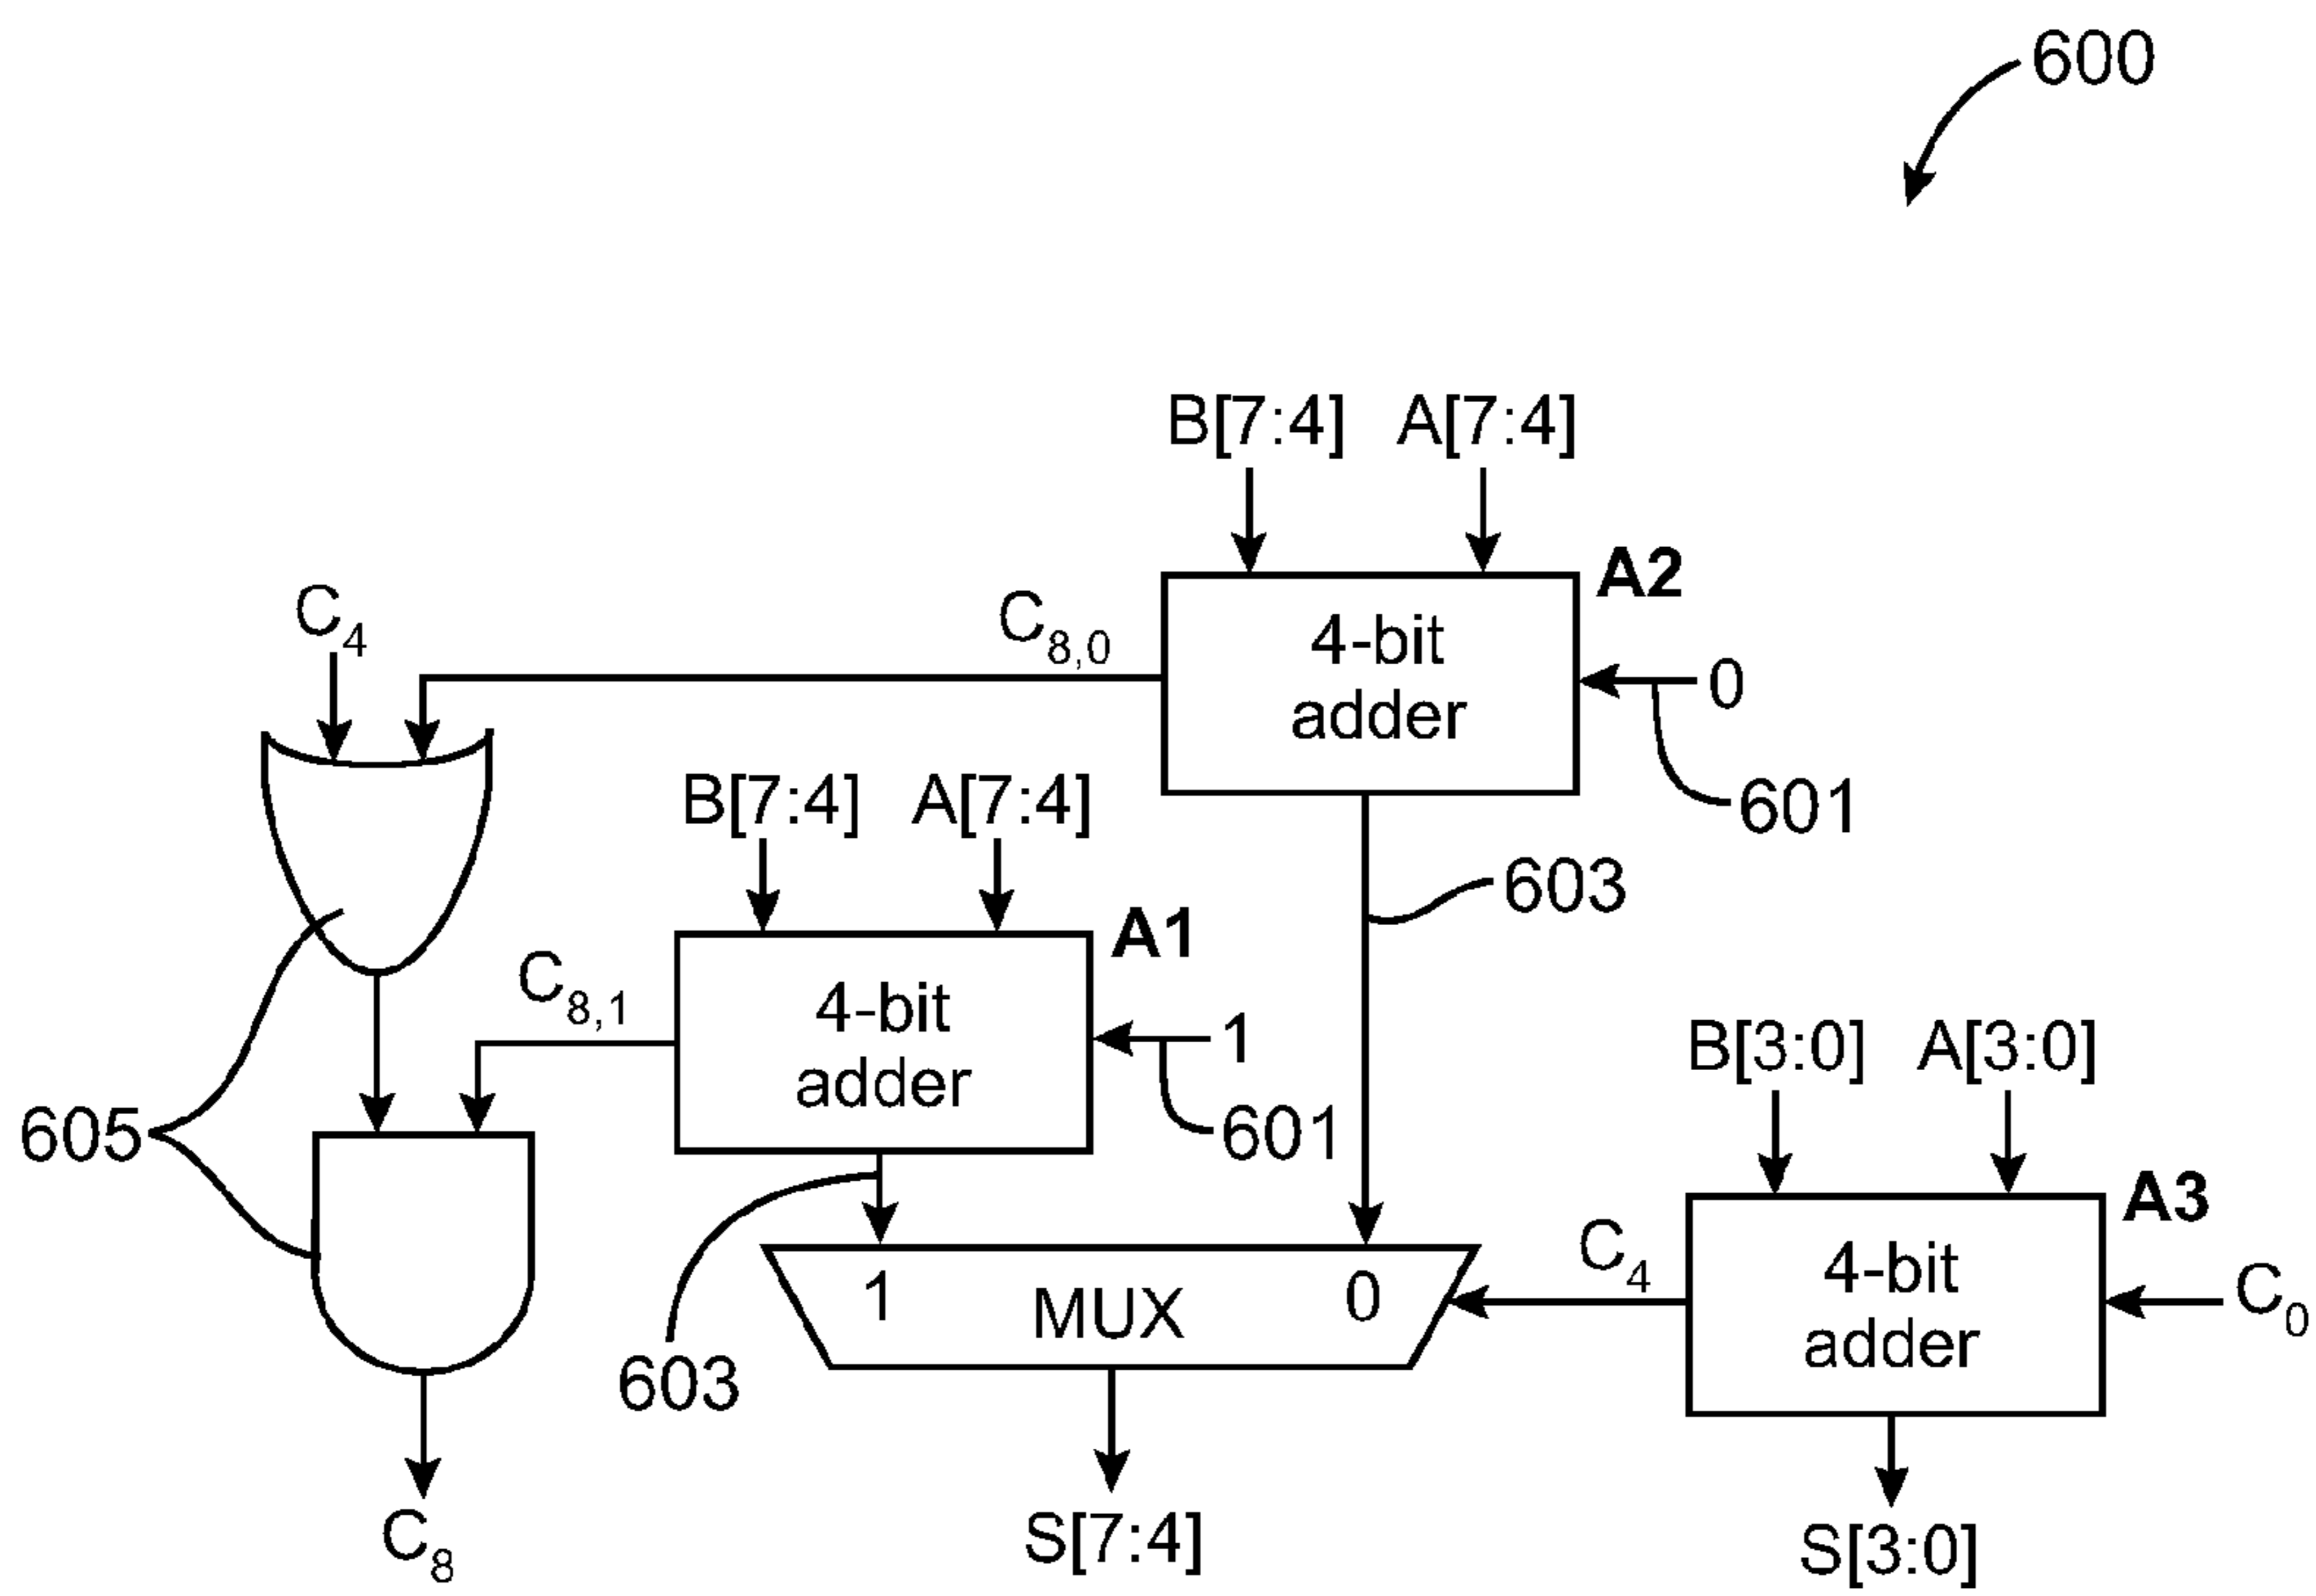 600
B[7:4] A[7:4]
A2
C4
C8,0
4-bit
adder
0
601
B[7:4] A[7:4]
603
A1
C8,1
4-bit
adder
1
601
605
B[3:0] A[3:0]
A3
C4
4-bit
adder
C0
1 MUX 0
603
C8
S[7:4]
S[3:0]